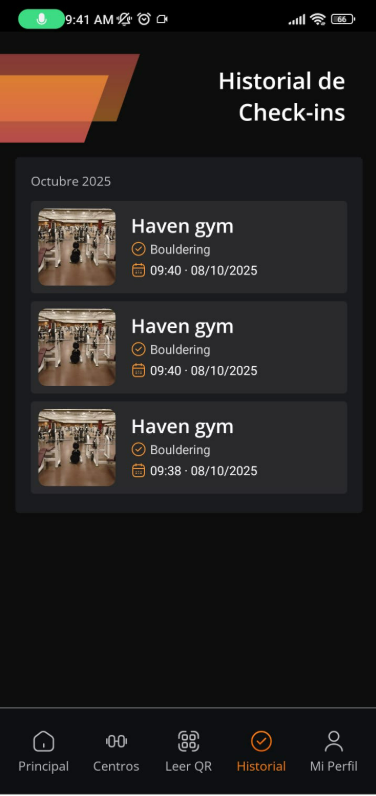 9:41 AM
66
Historial de
Check-ins
Octubre 2025
Haven gym
Bouldering
09:40 · 08/10/2025
Haven gym
Bouldering
09:40 · 08/10/2025
Haven gym
Bouldering
09:38 · 08/10/2025
Principal
Centros
Leer QR
Historial
Mi Perfil